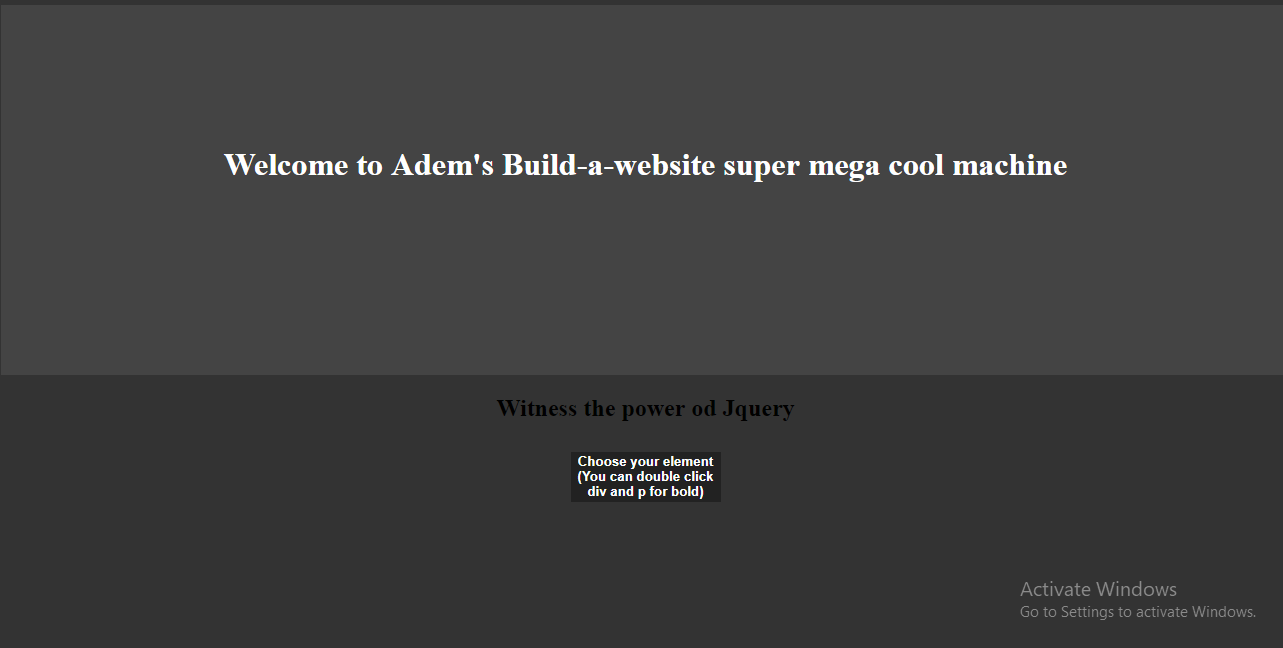 Welcome to Adem's Build-a-website super mega cool machine
Witness the power od Jquery
Choose your element
(You can double click
div and p for bold)
Activate Windows
Go to Settings to activate Windows.